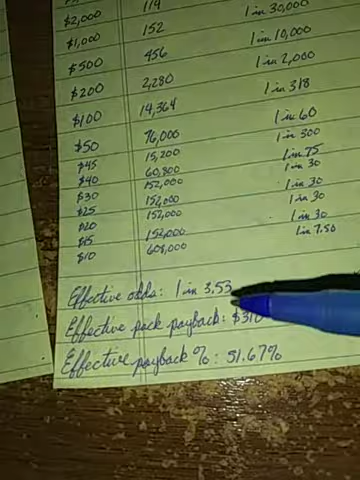 $2,000 114 1 in 30,000
$1,000 152 1 in 10,000
$500 456 1 in 2,000
$200 2,280 1 in 318
$100 14,364 1 in 60
$50 76,000 1 in 300
$45 15,200 1 in 75
$40 60,800 1 in 30
$30 152,000 1 in 30
$25 152,000 1 in 30
$20 152,000 1 in 30
$15 152,000 1 in 7.50
$10 608,000
Effective odds: 1 in 3.53
Effective pack payback: $310
Effective payback %: 51.67%